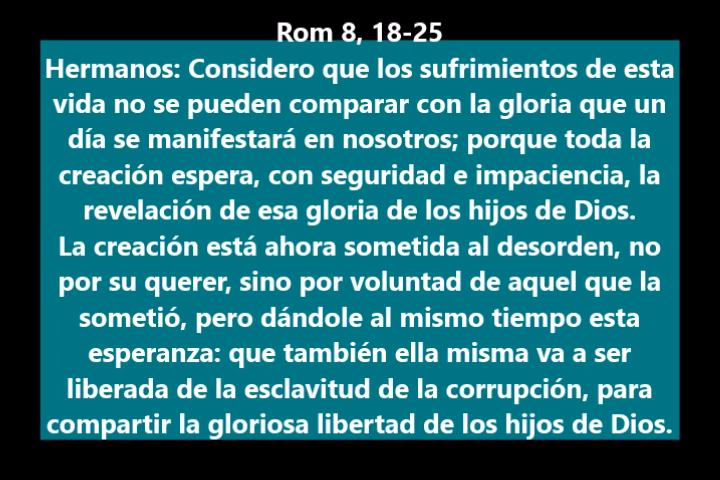 Rom 8, 18-25
Hermanos: Considero que los sufrimientos de esta
vida no se pueden comparar con la gloria que un
día se manifestará en nosotros; porque toda la
creación espera, con seguridad e impaciencia, la
revelación de esa gloria de los hijos de Dios.
La creación está ahora sometida al desorden, no
por su querer, sino por voluntad de aquel que la
sometió, pero dándole al mismo tiempo esta
esperanza: que también ella misma va a ser
liberada de la esclavitud de la corrupción, para
compartir la gloriosa libertad de los hijos de Dios.